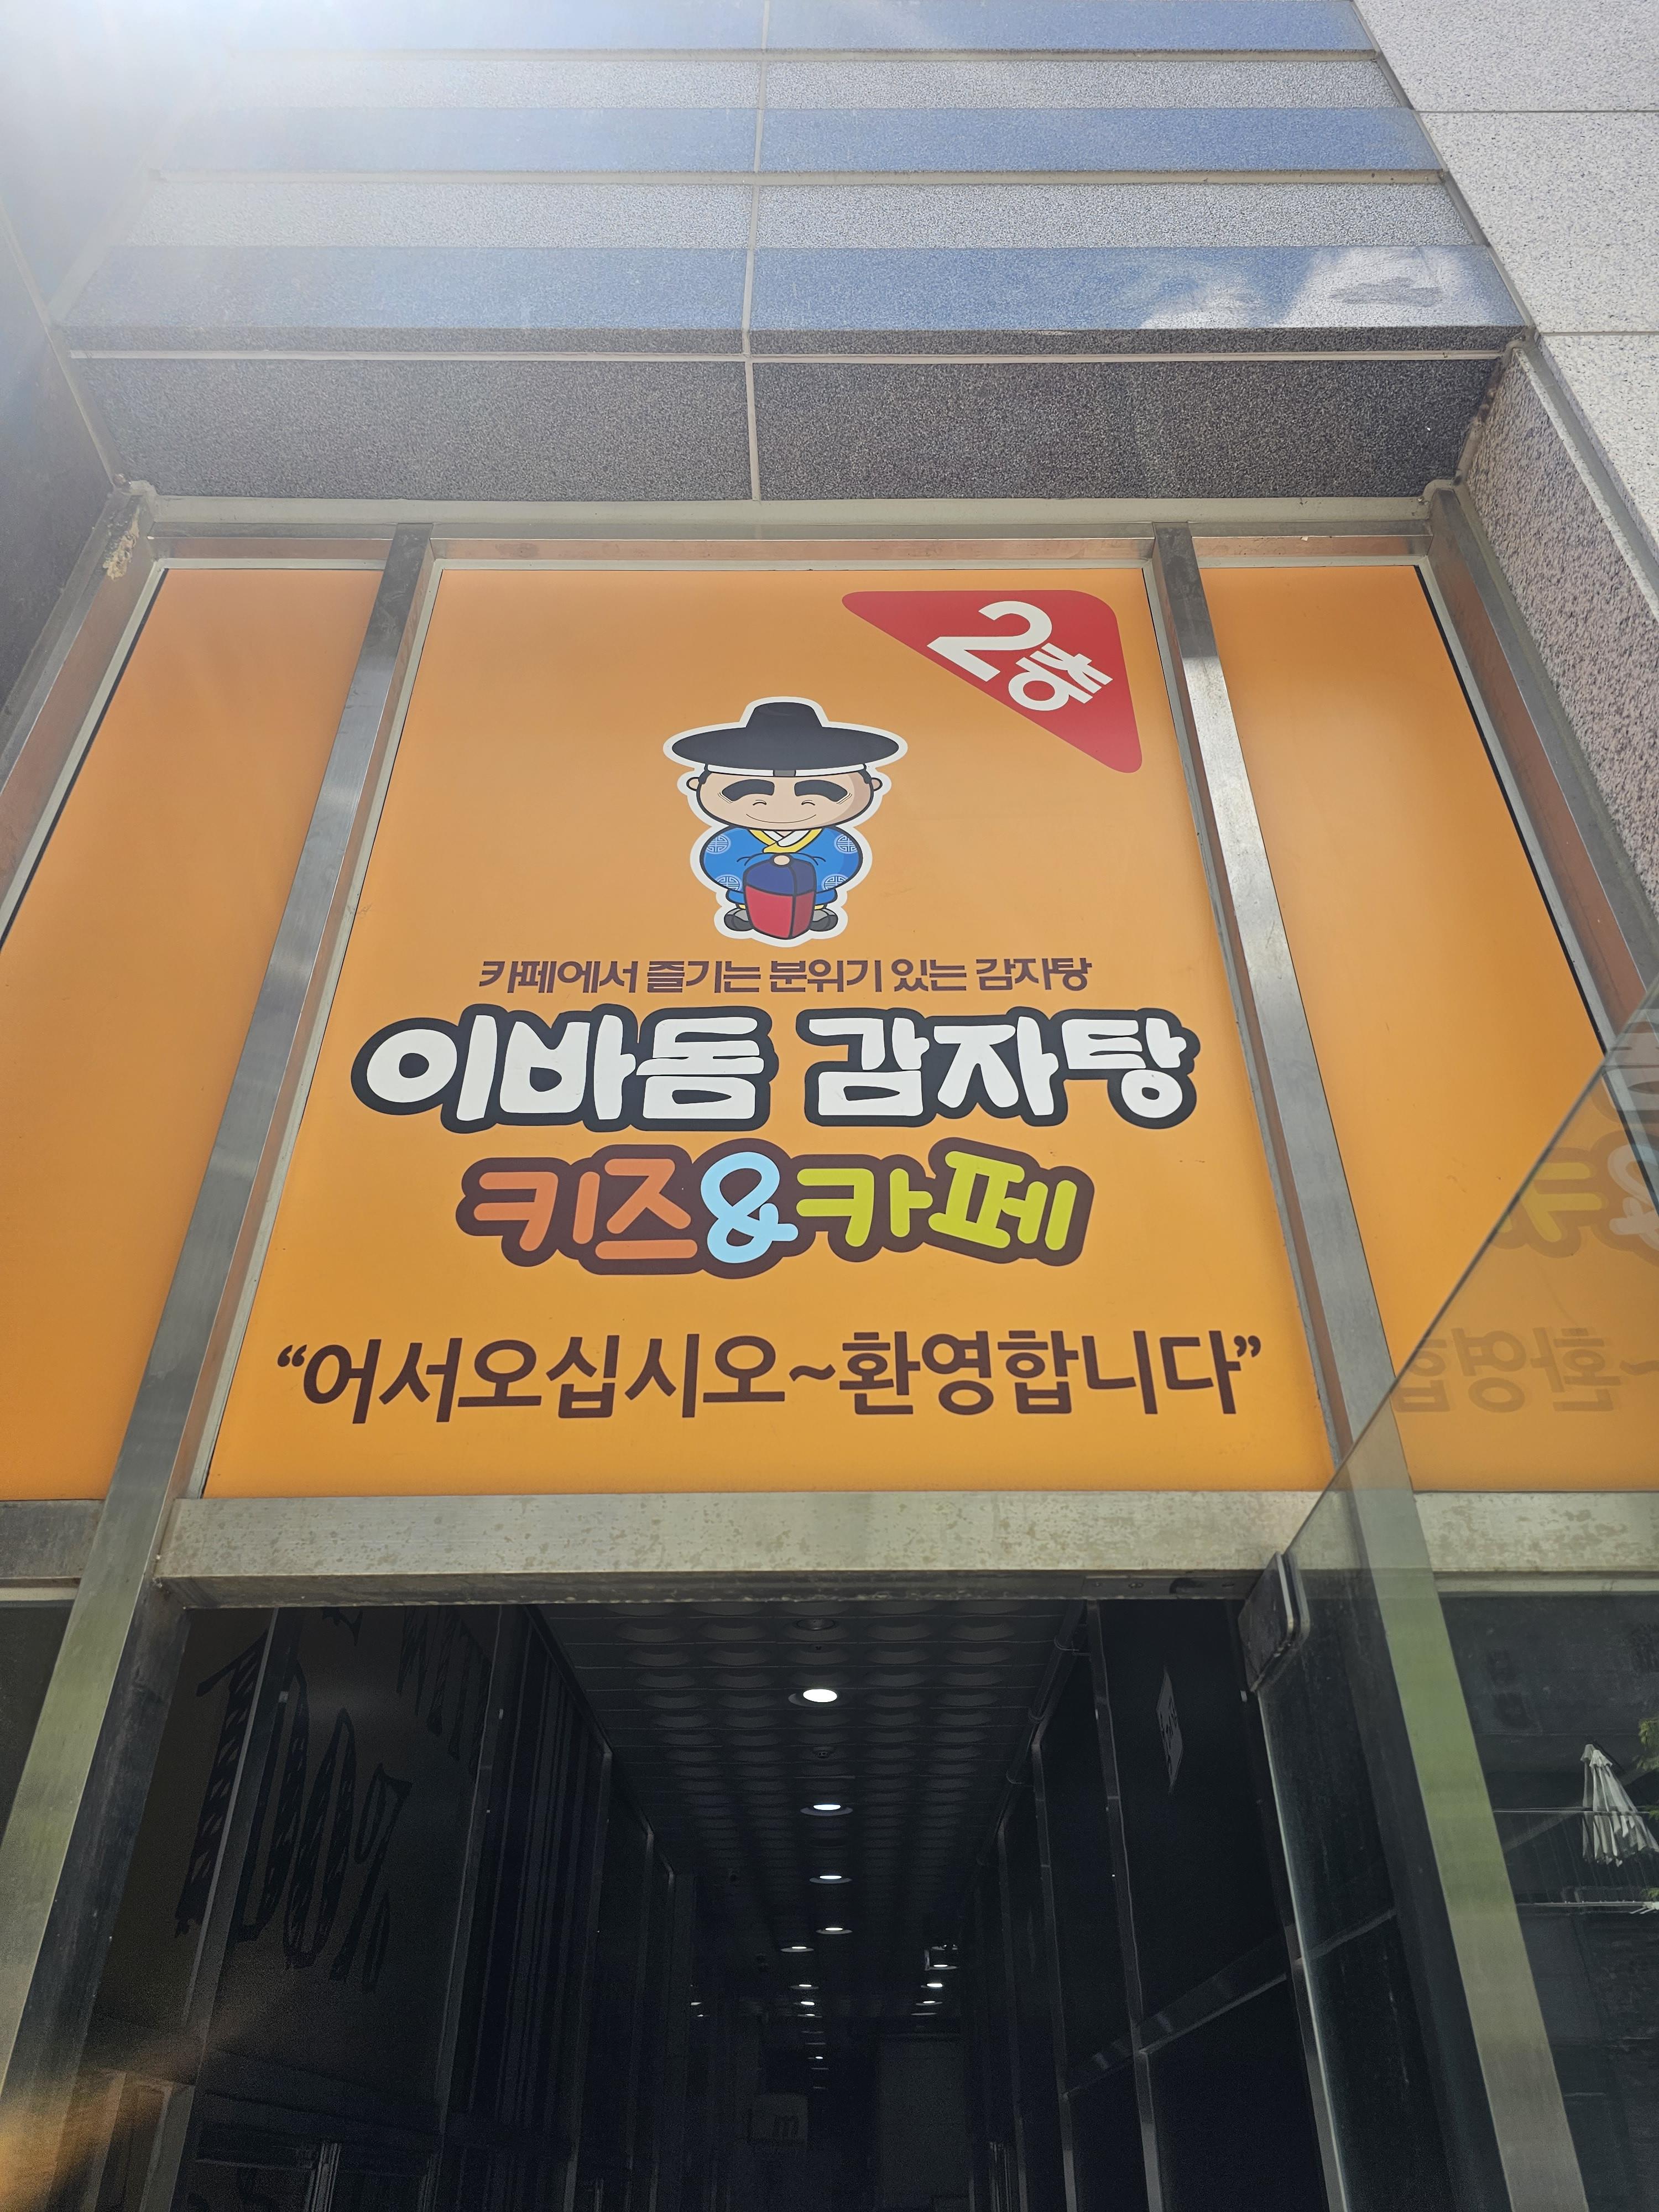 2층
카페에서 즐기는 분위기 있는 감자탕
이바돔 감자탕
키즈&카페
“어서오십시오~환영합니다”